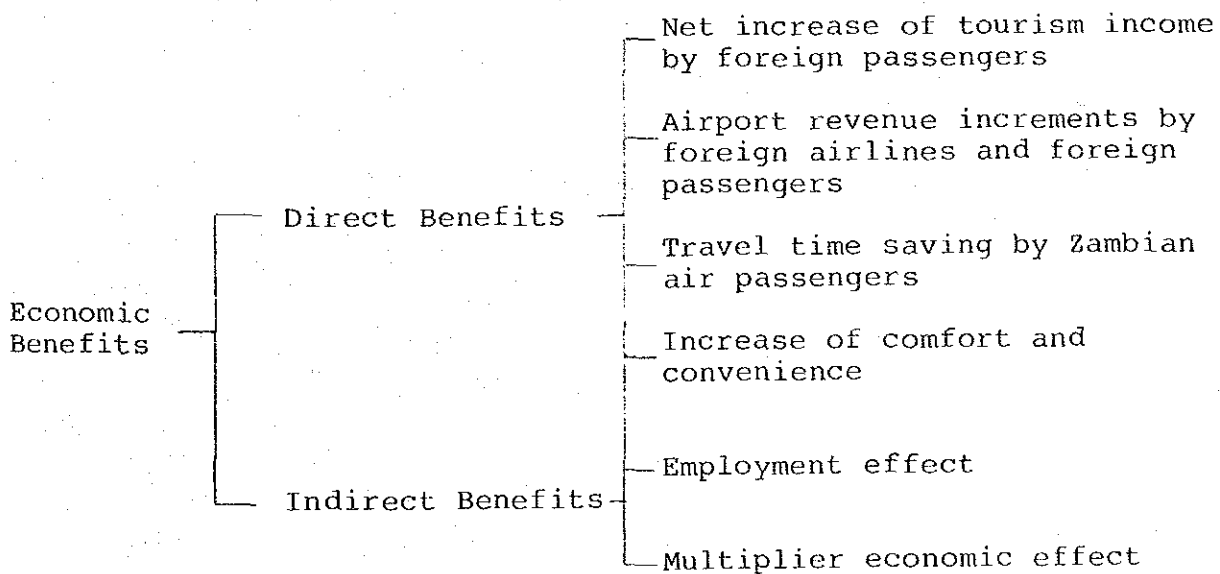 Economic
Benefits
Direct Benefits
Net increase of tourism income
by foreign passengers
Airport revenue increments by
foreign airlines and foreign
passengers
Travel time saving by Zambian
air passengers
Increase of comfort and
convenience
Indirect Benefits
Employment effect
Multiplier economic effect